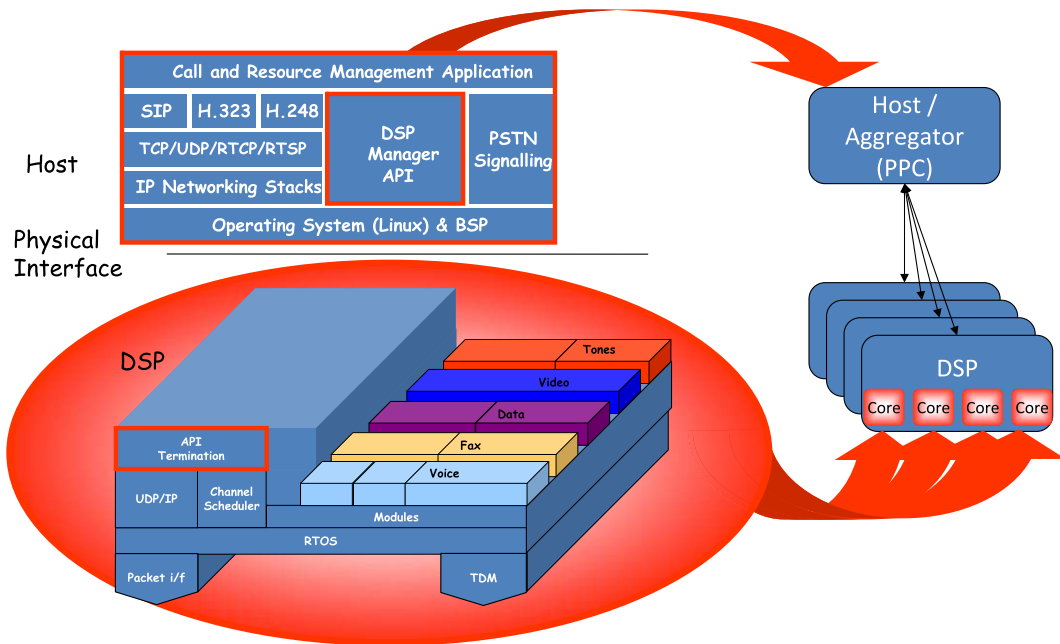 Call and Resource Management Application
SIP
H.323
H.248
DSP
Manager
API
PSTN
Signalling
TCP/UDP/RTCP/RTSP
IP Networking Stacks
Operating System (Linux) & BSP
Host
Physical
Interface
Host /
Aggregator
(PPC)
DSP
Core
Core
Core
Core
DSP
Tones
Video
Data
Fax
Voice
API
Termination
UDP/IP
Channel
Scheduler
Modules
RTOS
Packet i/f
TDM